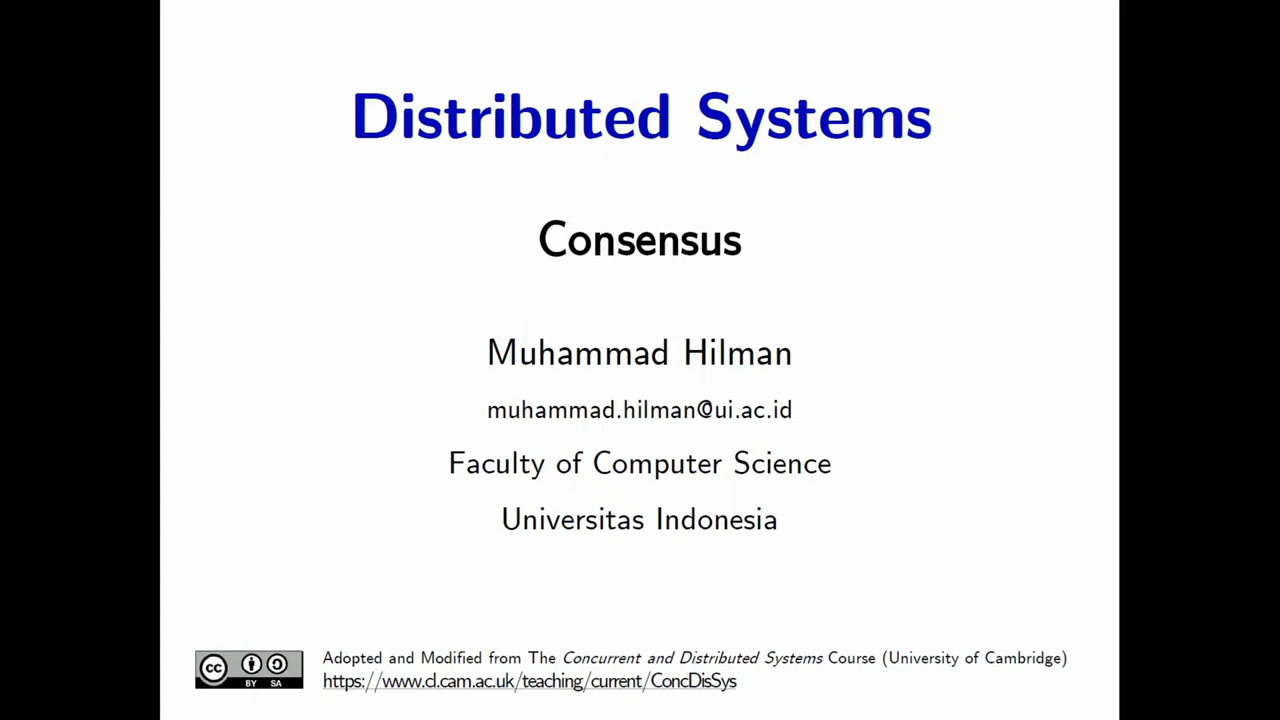 Distributed Systems
Consensus
Muhammad Hilman
muhammad.hilman@ui.ac.id
Faculty of Computer Science
Universitas Indonesia
cc BY SA
Adopted and Modified from The Concurrent and Distributed Systems Course (University of Cambridge)
https://www.cl.cam.ac.uk/teaching/current/ConcDisSys